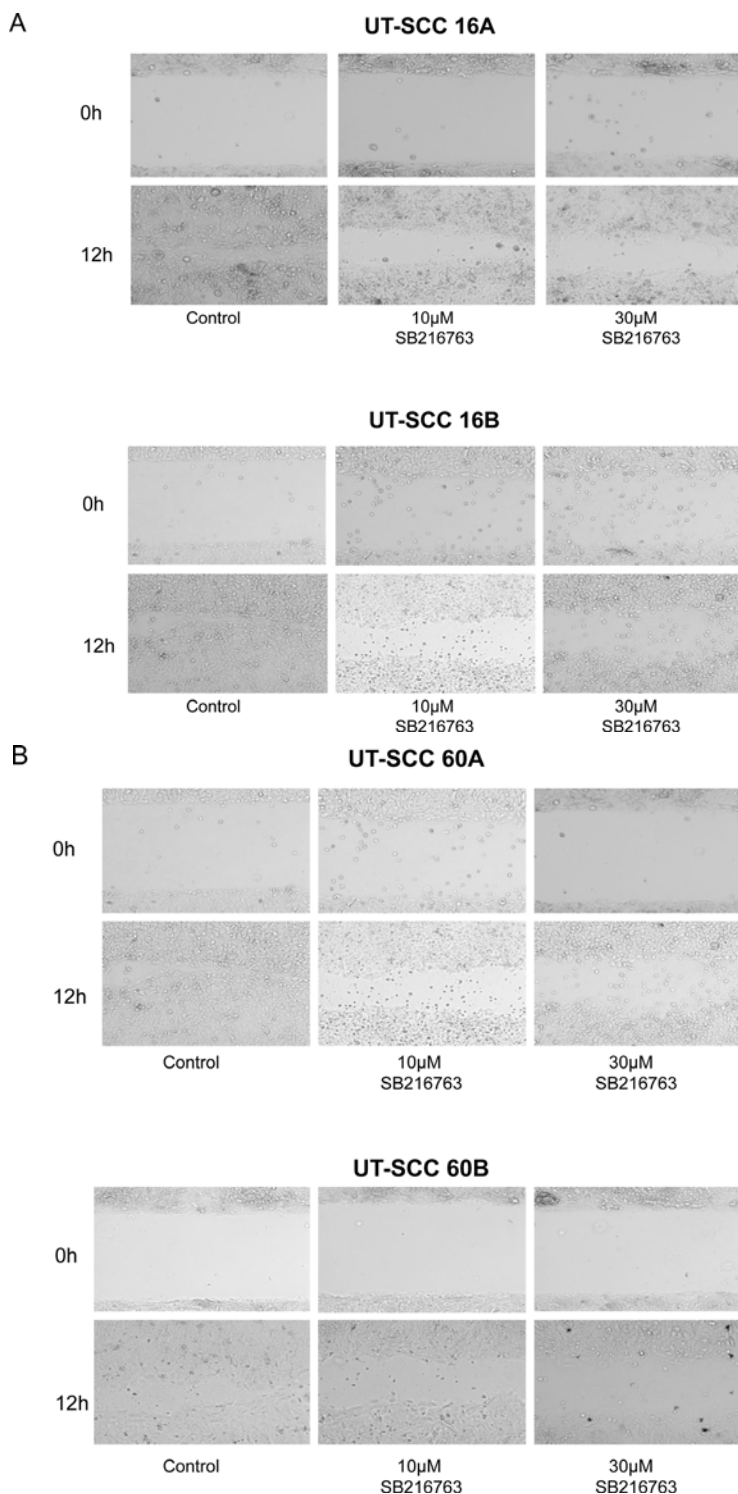 A
UT-SCC 16A
0h
12h
Control
10µM
SB216763
30µM
SB216763
UT-SCC 16B
0h
12h
Control
10µM
SB216763
30µM
SB216763
B
UT-SCC 60A
0h
12h
Control
10µM
SB216763
30µM
SB216763
UT-SCC 60B
0h
12h
Control
10µM
SB216763
30µM
SB216763